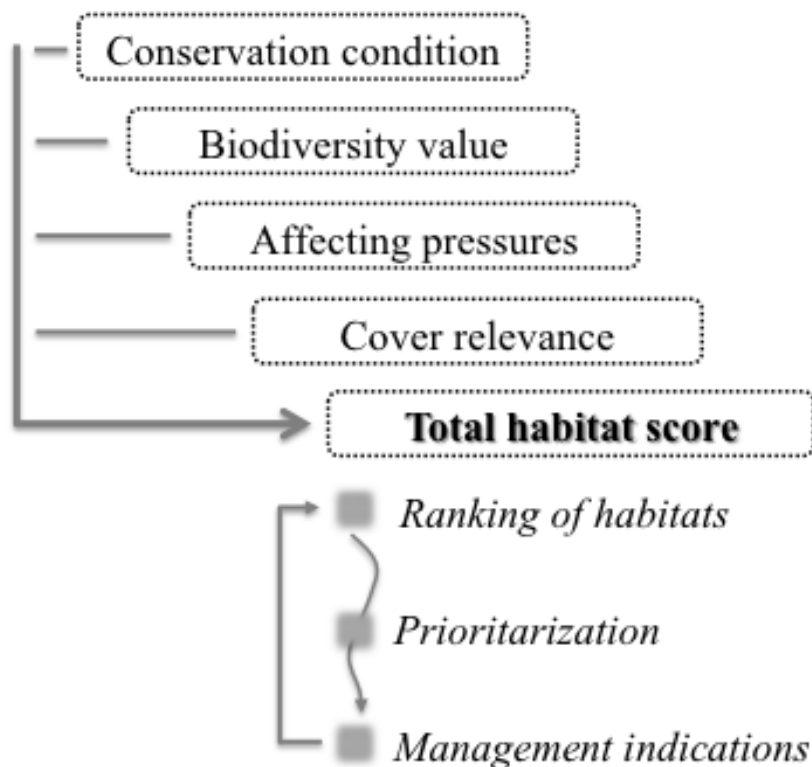 Conservation condition
Biodiversity value
Affecting pressures
Cover relevance
Total habitat score
Ranking of habitats
Prioritarization
Management indications